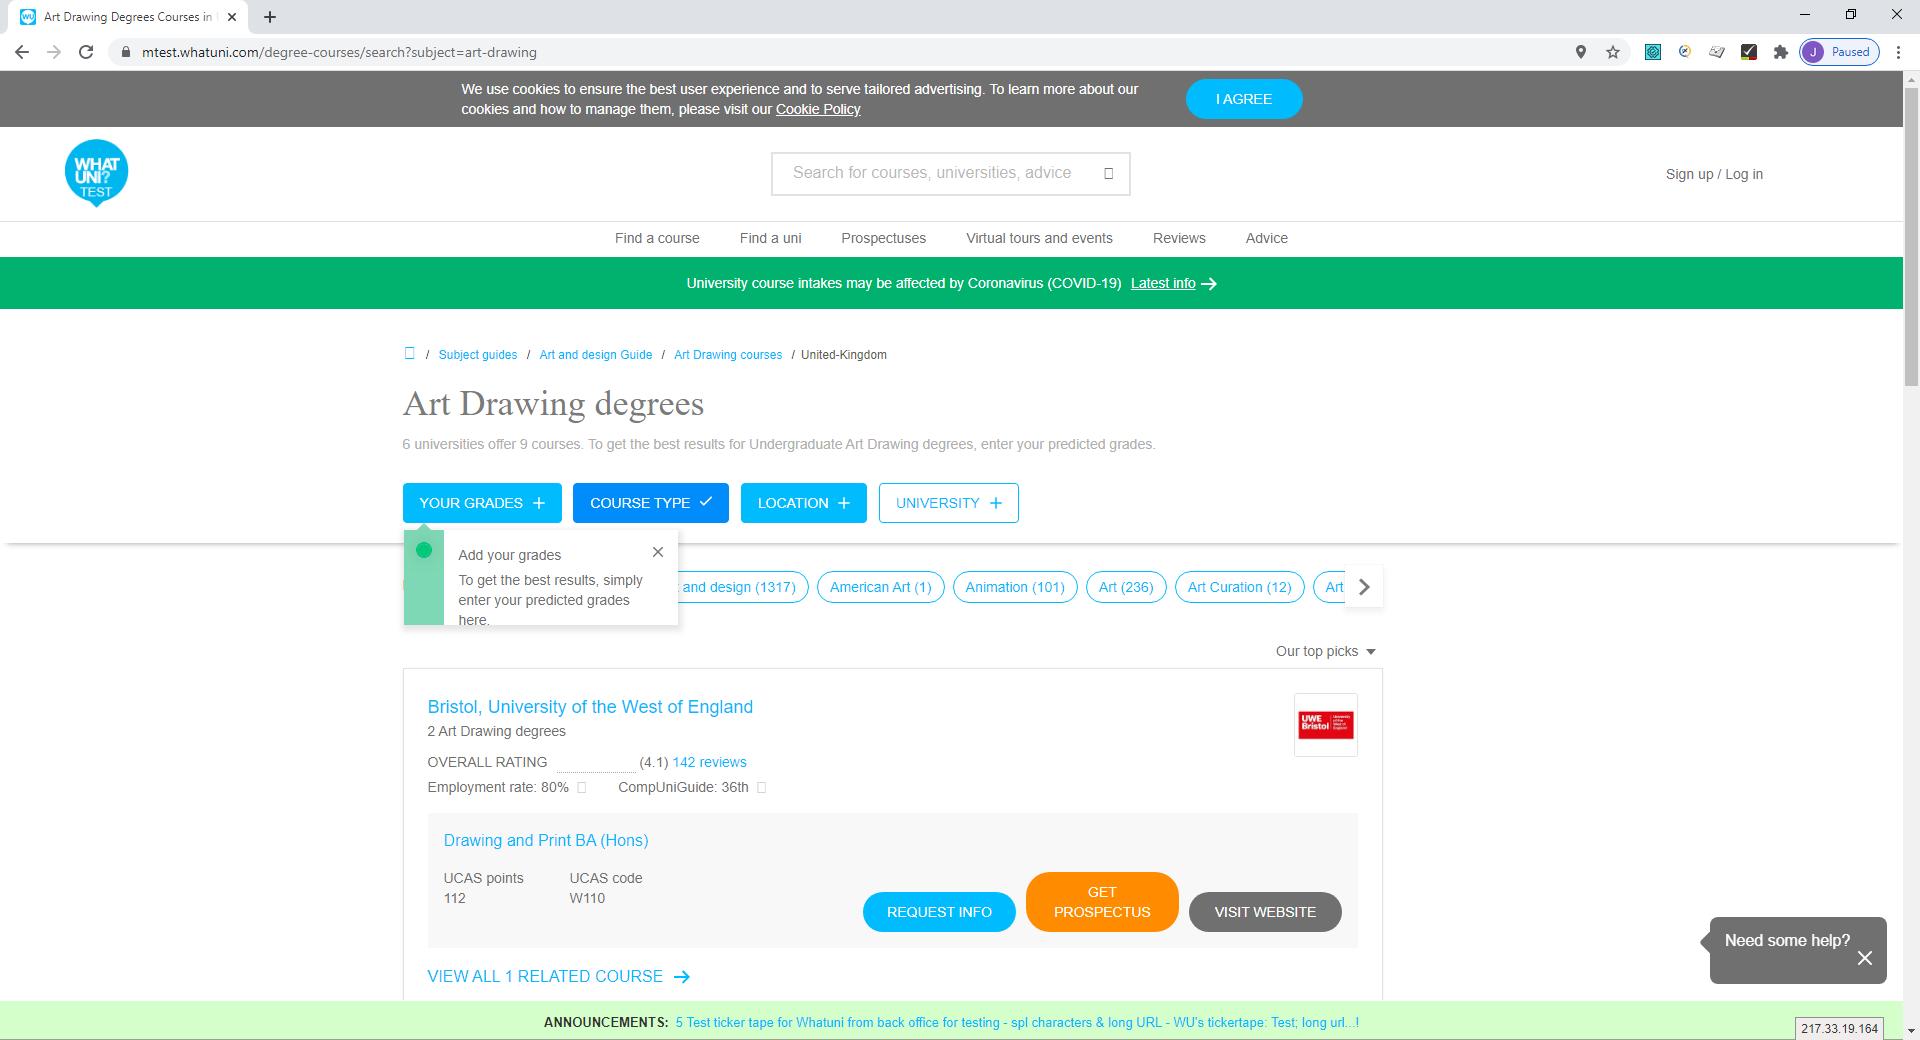 Art Drawing Degrees Courses in
mtest.whatuni.com/degree-courses/search?subject=art-drawing
J Paused
We use cookies to ensure the best user experience and to serve tailored advertising. To learn more about our
cookies and how to manage them, please visit our Cookie Policy
I AGREE
WHAT
UNI?
TEST
Search for courses, universities, advice
Sign up / Log in
Find a course Find a uni Prospectuses Virtual tours and events Reviews Advice
University course intakes may be affected by Coronavirus (COVID-19) Latest info
/ Subject guides / Art and design Guide / Art Drawing courses / United-Kingdom
Art Drawing degrees
6 universities offer 9 courses. To get the best results for Undergraduate Art Drawing degrees, enter your predicted grades.
YOUR GRADES COURSE TYPE LOCATION UNIVERSITY
Add your grades
To get the best results, simply
enter your predicted grades
here.
and design (1317) American Art (1) Animation (101) Art (236) Art Curation (12) Art
Our top picks
Bristol, University of the West of England
2 Art Drawing degrees
UWE Bristol University of the West of England
OVERALL RATING (4.1) 142 reviews
Employment rate: 80% CompUniGuide: 36th
Drawing and Print BA (Hons)
UCAS points UCAS code
112 W110
REQUEST INFO GET PROSPECTUS VISIT WEBSITE
VIEW ALL 1 RELATED COURSE
Need some help?
ANNOUNCEMENTS: 5 Test ticker tape for Whatuni from back office for testing - spl characters & long URL - WU's tickertape: Test; long url...!
217.33.19.164